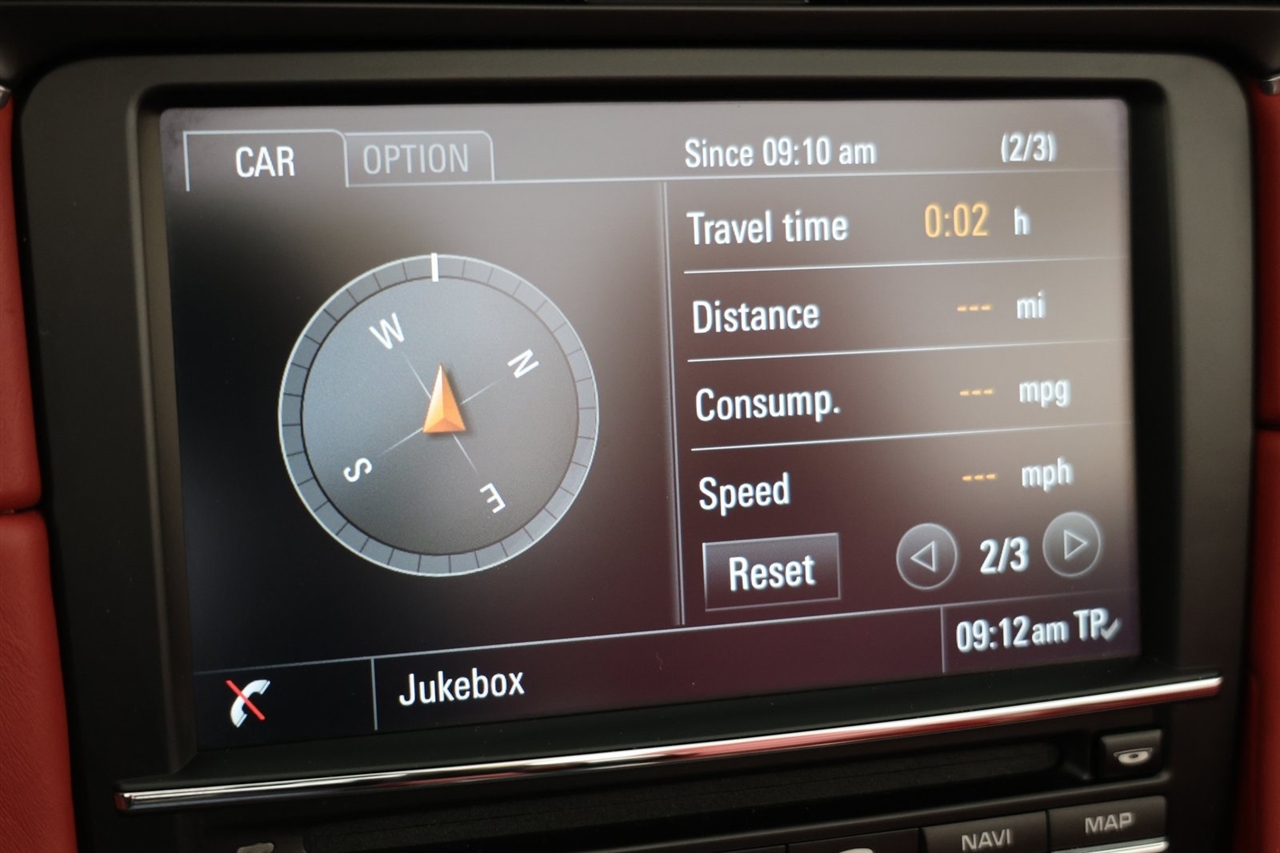 CAR
OPTION
Since 09:10 am
(2/3)
W
N
S
E
Travel time 0:02 h
Distance --- mi
Consump. --- mpg
Speed --- mph
Reset
2/3
09:12am TP
Jukebox
NAVI
MAP